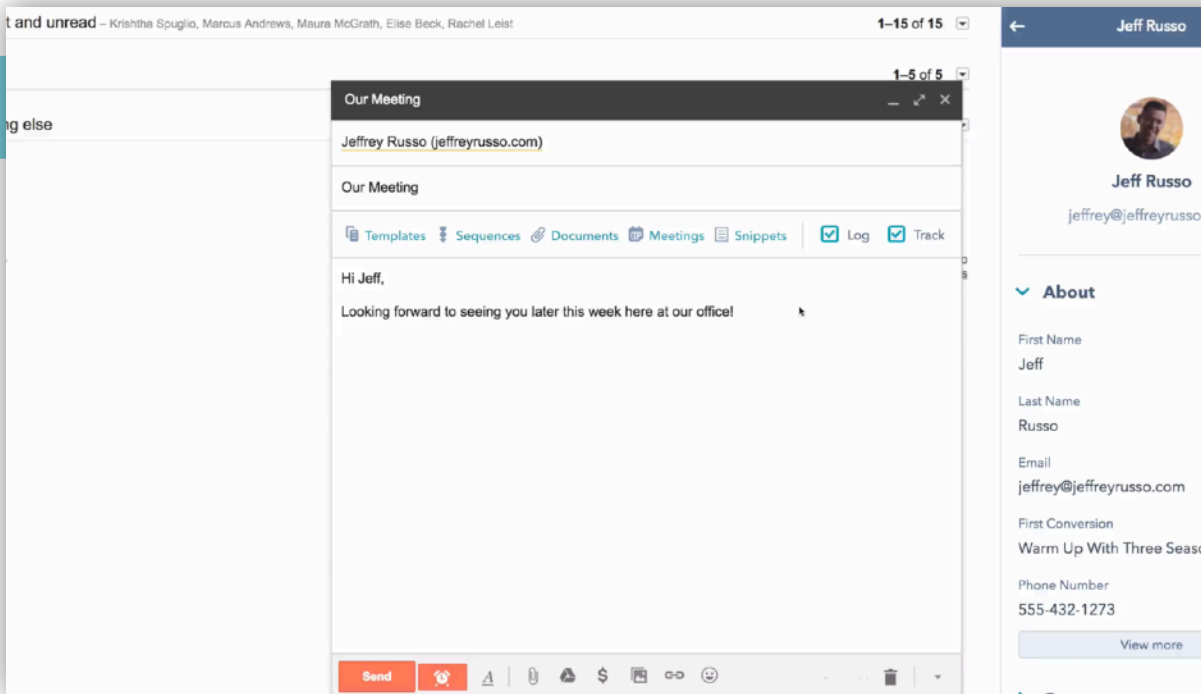 t and unread – Krishtha Spuglio, Marcus Andrews, Maura McGrath, Elise Beck, Rachel Leist
1–15 of 15
1–5 of 5
ng else
Our Meeting
Jeffrey Russo (jeffreyrusso.com)
Our Meeting
Templates Sequences Documents Meetings Snippets Log Track
Hi Jeff,
Looking forward to seeing you later this week here at our office!
Send
Jeff Russo
Jeff Russo
jeffrey@jeffreyrusso
About
First Name
Jeff
Last Name
Russo
Email
jeffrey@jeffreyrusso.com
First Conversion
Warm Up With Three Seaso
Phone Number
555-432-1273
View more